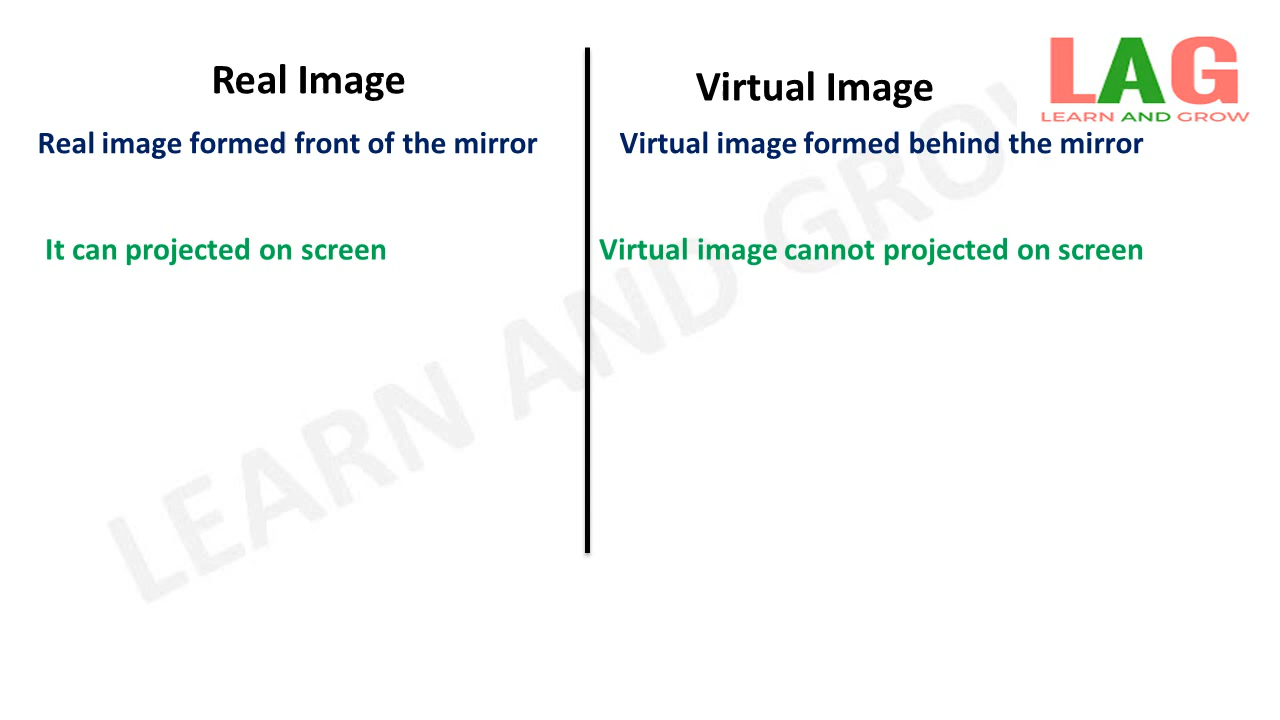 Real Image
Virtual Image
LAG
LEARN AND GROW
Real image formed front of the mirror
Virtual image formed behind the mirror
It can projected on screen
Virtual image cannot projected on screen
LEARN AND GROW